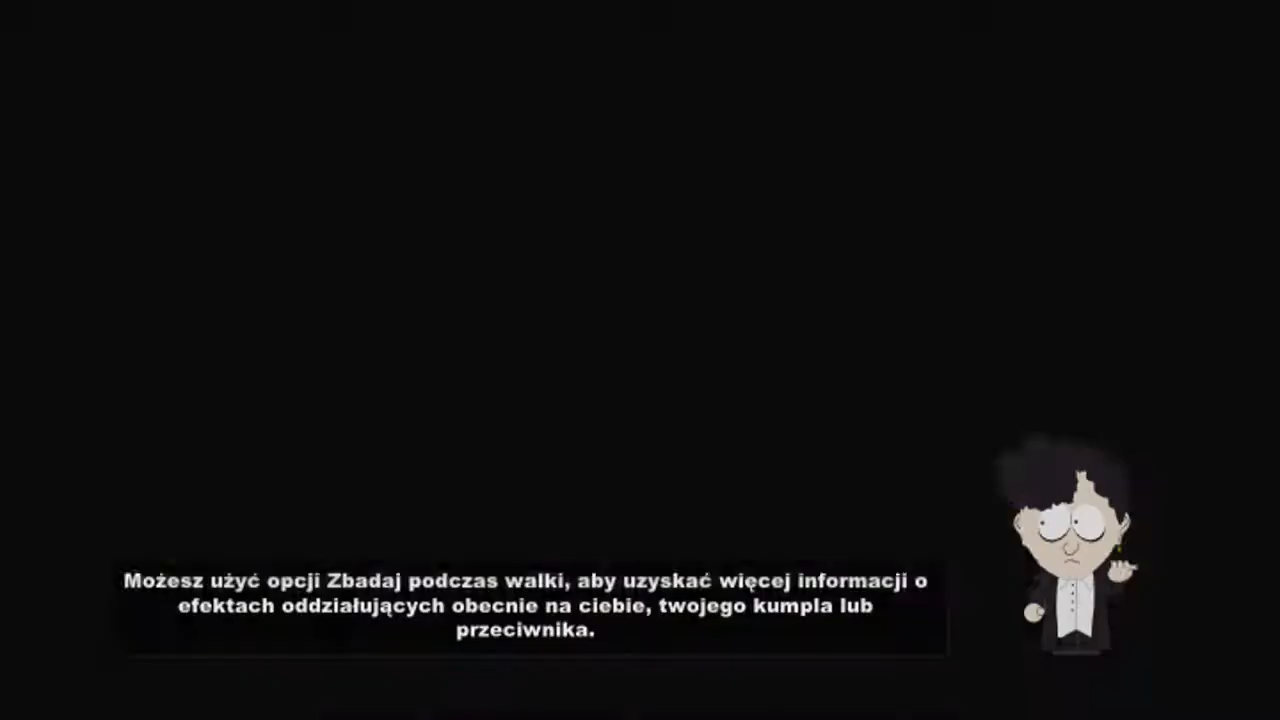 Możesz użyć opcji Zbadaj podczas walki, aby uzyskać więcej informacji o
efektach oddziałujących obecnie na ciebie, twojego kumpla lub
przeciwnika.